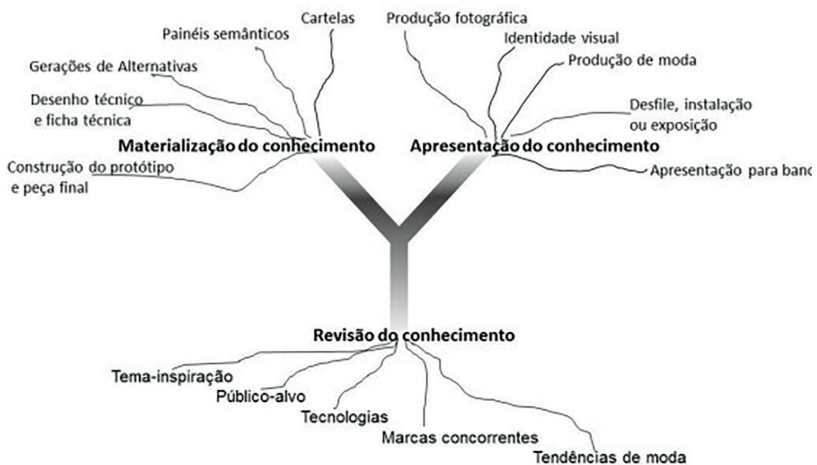 Cartelas
Painéis semânticos
Gerações de Alternativas
Desenho técnico
e ficha técnica
Materialização do conhecimento
Construção do protótipo
e peça final
Produção fotográfica
Identidade visual
Produção de moda
Desfile, instalação
ou exposição
Apresentação do conhecimento
Apresentação para
Revisão do conhecimento
Tema-inspiração
Público-alvo
Tecnologias
Marcas concorrentes
Tendências de moda